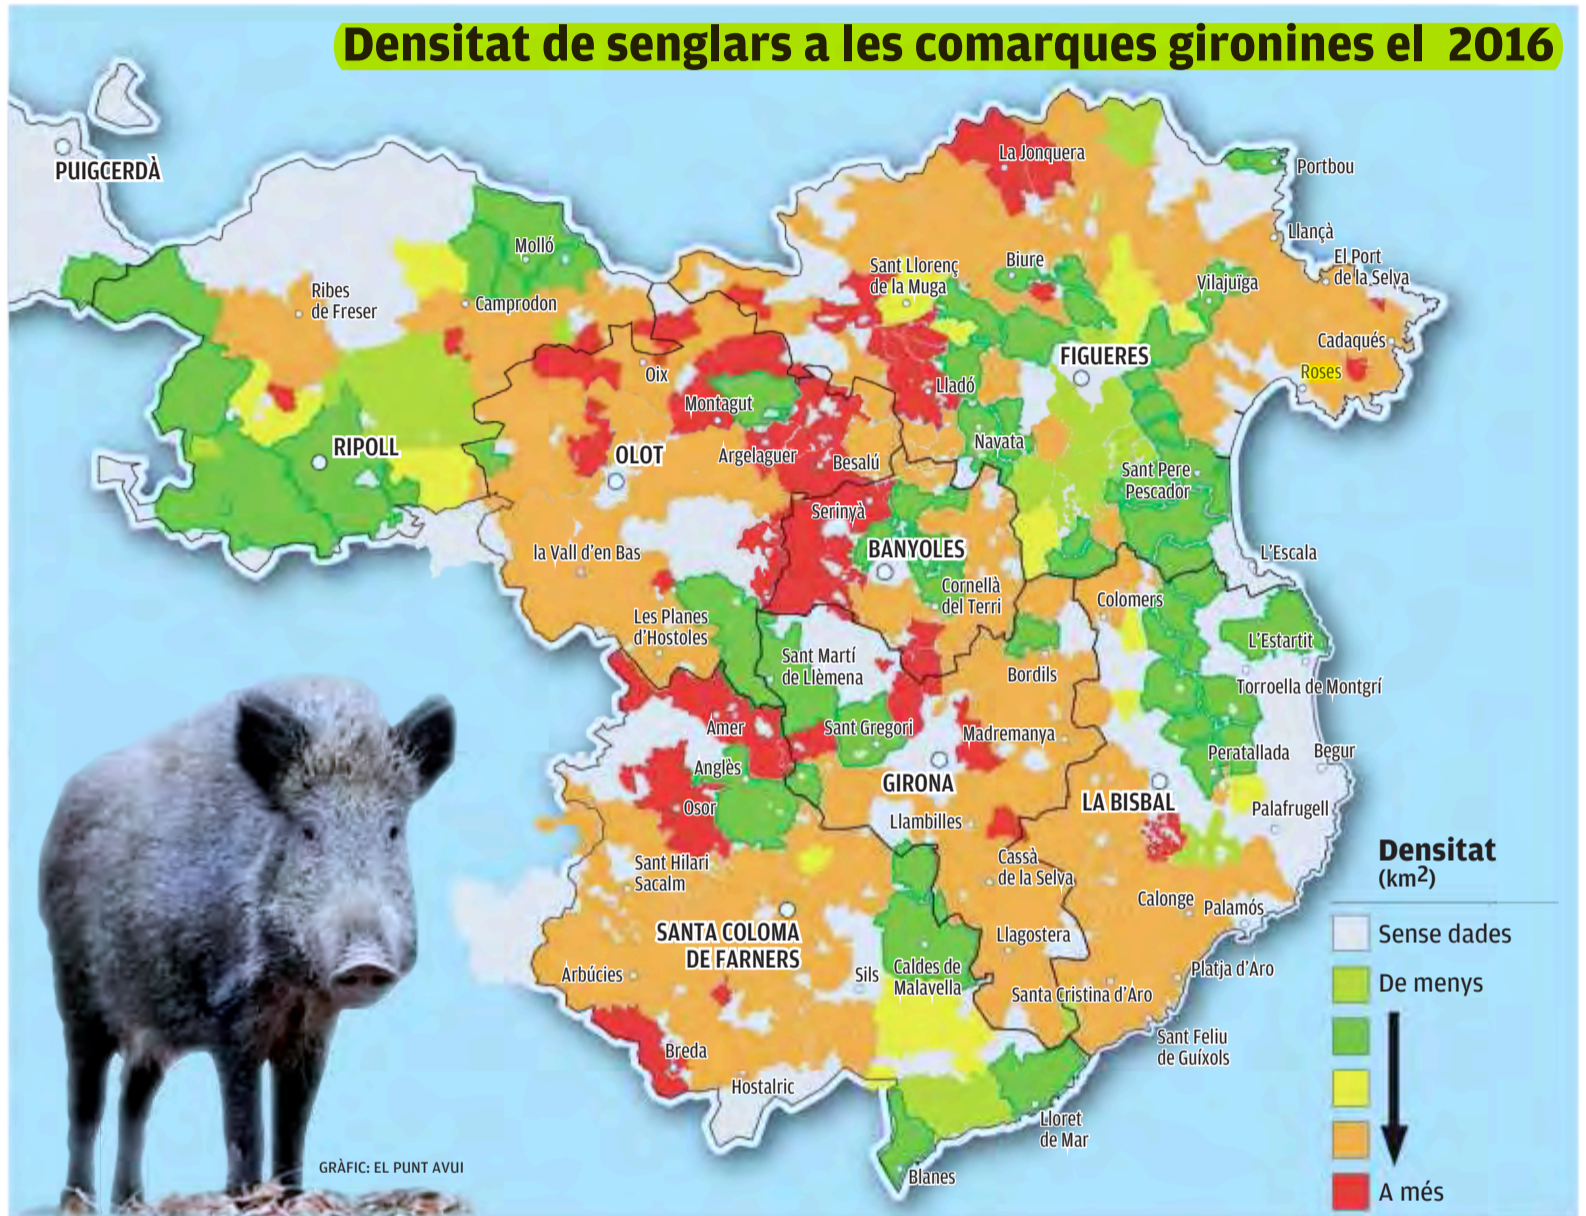 Densitat de senglars a les comarques gironines el 2016
PUIGCERDÀ
La Jonquera
Portbou
Llançà
Molló
El Port
de la Selva
Sant Llorenç
de la Muga
Biure
Vilajuïga
Ribes
de Freser
Camprodon
Cadaqués
FIGUERES
Roses
Oix
Lladó
Montagut
RIPOLL
OLOT
Argelaguer
Besalú
Navata
Sant Pere
Pescador
Serinyà
la Vall d'en Bas
BANYOLES
L'Escala
Cornellà
del Terri
Colomers
Les Planes
d'Hostoles
L'Estartit
Sant Martí
de Llèmena
Bordils
Torroella de Montgrí
Amer
Sant Gregori
Madremanya
Peratallada
Begur
Anglès
GIRONA
LA BISBAL
Osor
Llambilles
Palafrugell
Sant Hilari
Sacalm
Cassà
de la Selva
Calonge
Palamós
SANTA COLOMA
DE FARNERS
Llagostera
Arbúcies
Sils
Caldes de
Malavella
Platja d'Aro
Santa Cristina d'Aro
Sant Feliu
de Guíxols
Breda
Hostalric
Lloret
de Mar
Blanes
Densitat
(km2)
Sense dades
De menys
A més
GRÀFIC: EL PUNT AVUI